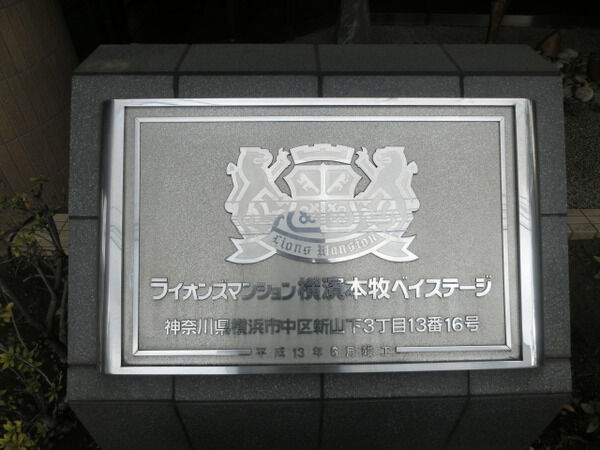 &
Lions Mansion
ライオンズマンション横濱本牧ベイステージ
神奈川県横浜市中区新山下3丁目13番16号
平成13年6月竣工